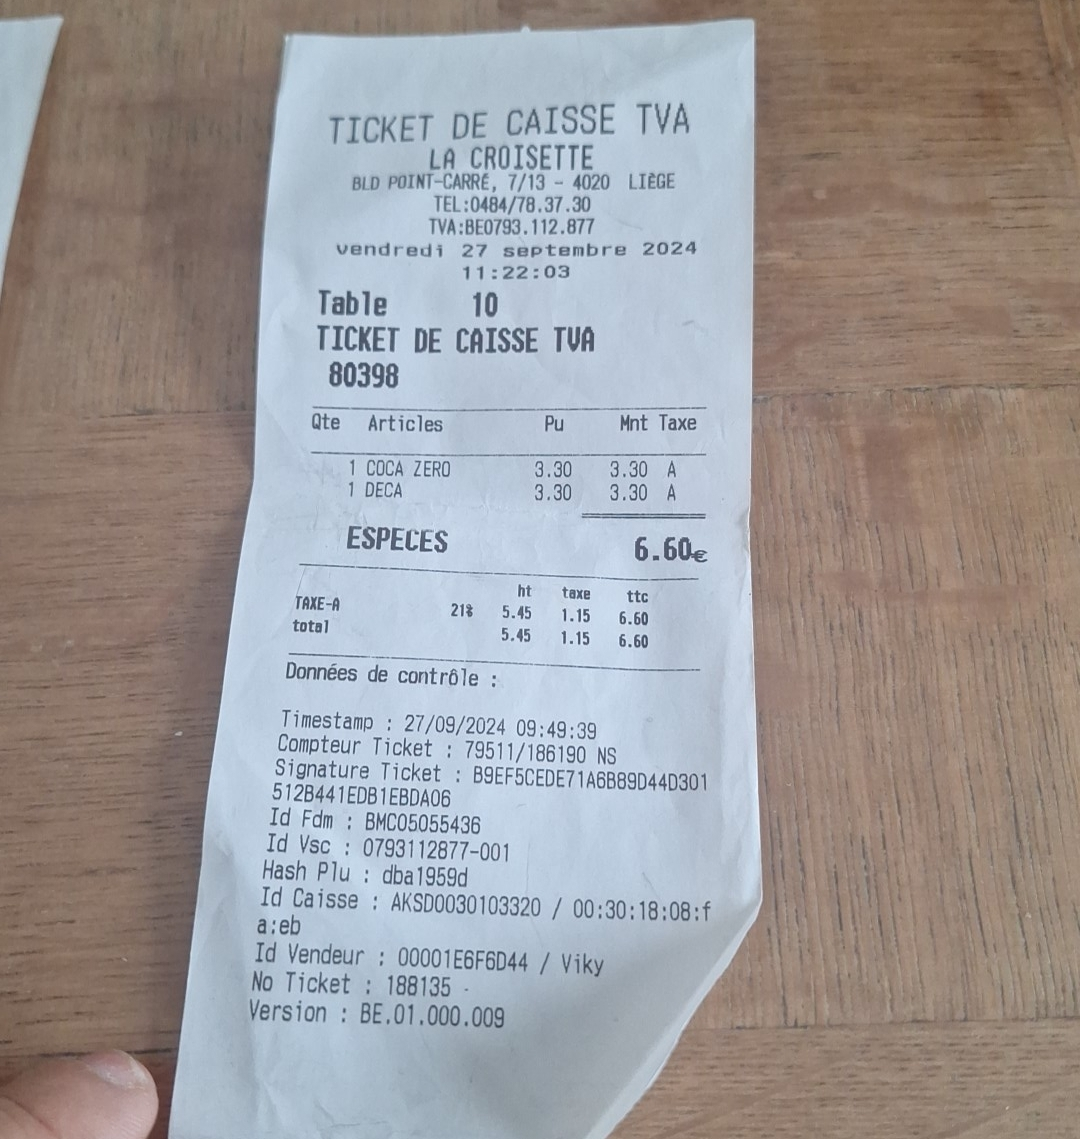 TICKET DE CAISSE TVA
LA CROISETTE
BLD POINT-CARRÉ, 7/13 - 4020 LIÈGE
TEL:0484/78.37.30
TVA:BE0793.112.877
vendredi 27 septembre 2024
11:22:03
Table 10
TICKET DE CAISSE TVA
80398
Qte Articles Pu Mnt Taxe
1 COCA ZERO 3.30 3.30 A
1 DECA 3.30 3.30 A
ESPECES 6.60€
ht taxe ttc
TAXE-A 21% 5.45 1.15 6.60
total 5.45 1.15 6.60
Données de contrôle :
Timestamp : 27/09/2024 09:49:39
Compteur Ticket : 79511/186190 NS
Signature Ticket : B9EF5CEDE71A6B89D44D301
512B441EDB1EBDA06
Id Fdm : BMC05055436
Id Vsc : 0793112877-001
Hash Plu : dba1959d
Id Caisse : AKSD0030103320 / 00:30:18:08:f
a:eb
Id Vendeur : 00001E6F6D44 / Viky
No Ticket : 188135 -
Version : BE.01.000.009